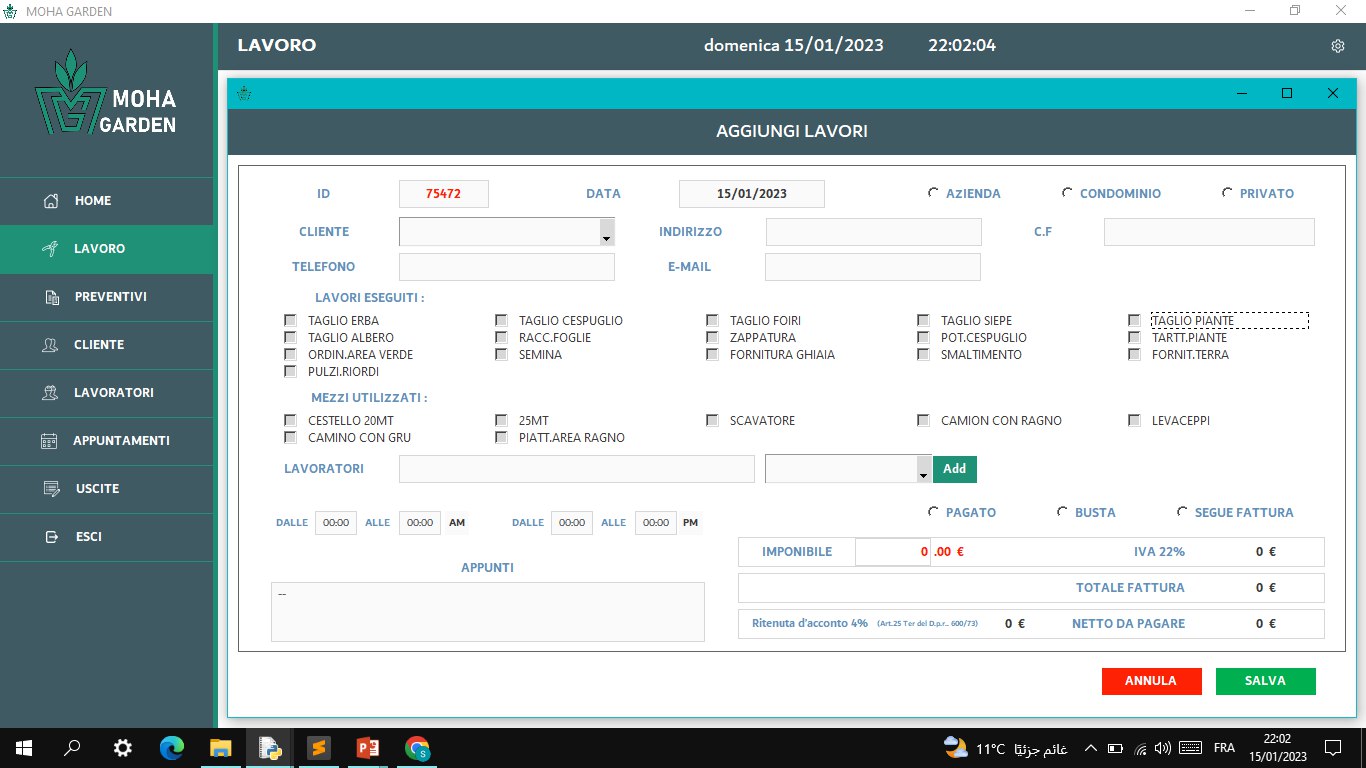 MOHA GARDEN
MOHA GARDEN
LAVORO domenica 15/01/2023 22:02:04
HOME
LAVORO
PREVENTIVI
CLIENTE
LAVORATORI
APPUNTAMENTI
USCITE
ESCI
AGGIUNGI LAVORI
ID 75472 DATA 15/01/2023 AZIENDA CONDOMINIO PRIVATO
CLIENTE INDIRIZZO C.F
TELEFONO E-MAIL
LAVORI ESEGUITI :
TAGLIO ERBA TAGLIO CESPUGLIO TAGLIO FOIRI TAGLIO SIEPE TAGLIO PIANTE
TAGLIO ALBERO RACC.FOGLIE ZAPPATURA POT.CESPUGLIO TARTT.PIANTE
ORDIN.AREA VERDE SEMINA FORNITURA GHIAIA SMALTIMENTO FORNIT.TERRA
PULZI.RIORDI
MEZZI UTILIZZATI :
CESTELLO 20MT 25MT SCAVATORE CAMION CON RAGNO LEVACEPPI
CAMINO CON GRU PIATT.AREA RAGNO
LAVORATORI Add
DALLE 00:00 ALLE 00:00 AM DALLE 00:00 ALLE 00:00 PM
PAGATO BUSTA SEGUE FATTURA
IMPONIBILE 0 .00 € IVA 22% 0 €
TOTALE FATTURA 0 €
Ritenuta d'acconto 4% (Art.25 Ter del D.p.r.. 600/73) 0 € NETTO DA PAGARE 0 €
APPUNTI
--
ANNULA SALVA
11°C غائم جزئيًا FRA 22:02
15/01/2023